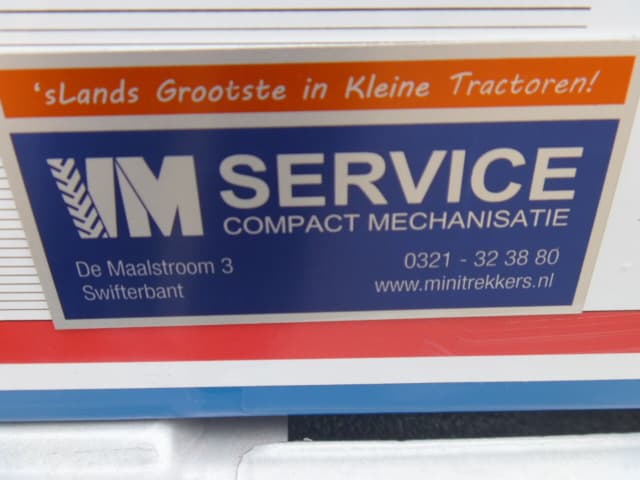 'sLands Grootste in Kleine Tractoren!
VM SERVICE
COMPACT MECHANISATIE
De Maalstroom 3
Swifterbant
0321 - 32 38 80
www.minitrekkers.nl